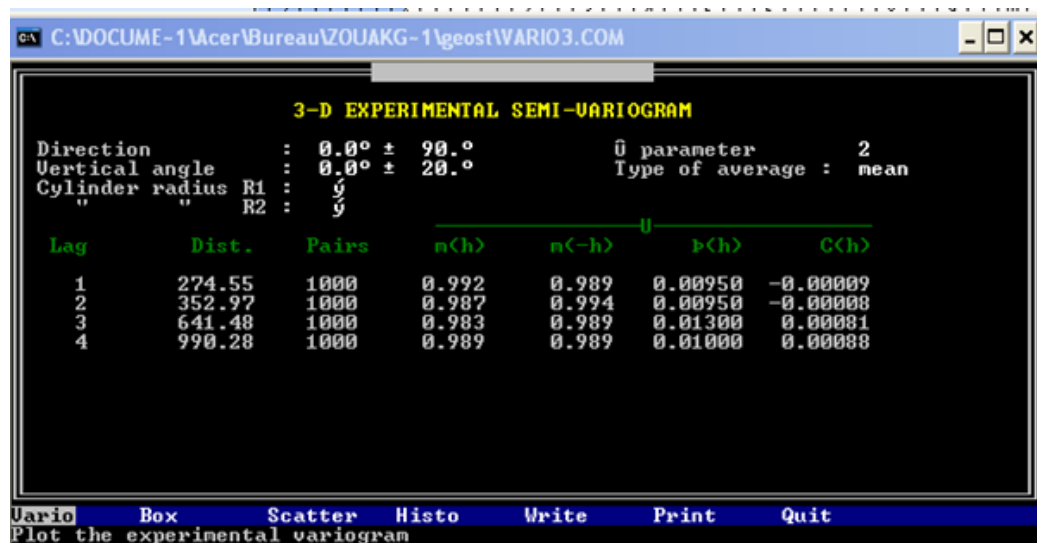 C:\DOCUME~1\Acer\Bureau\ZOUAKG~1\geost\VARIO3.COM
3-D EXPERIMENTAL SEMI-VARIOGRAM
Direction : 0.0º ± 90.º Û parameter 2
Vertical angle : 0.0º ± 20.º Type of average : mean
Cylinder radius R1 : ý
" " R2 : ý
U
Lag Dist. Pairs m(h) m(-h) Þ(h) C(h)
1 274.55 1000 0.992 0.989 0.00950 -0.00009
2 352.97 1000 0.987 0.994 0.00950 -0.00008
3 641.48 1000 0.983 0.989 0.01300 0.00081
4 990.28 1000 0.989 0.989 0.01000 0.00088
Vario Box Scatter Histo Write Print Quit
Plot the experimental variogram